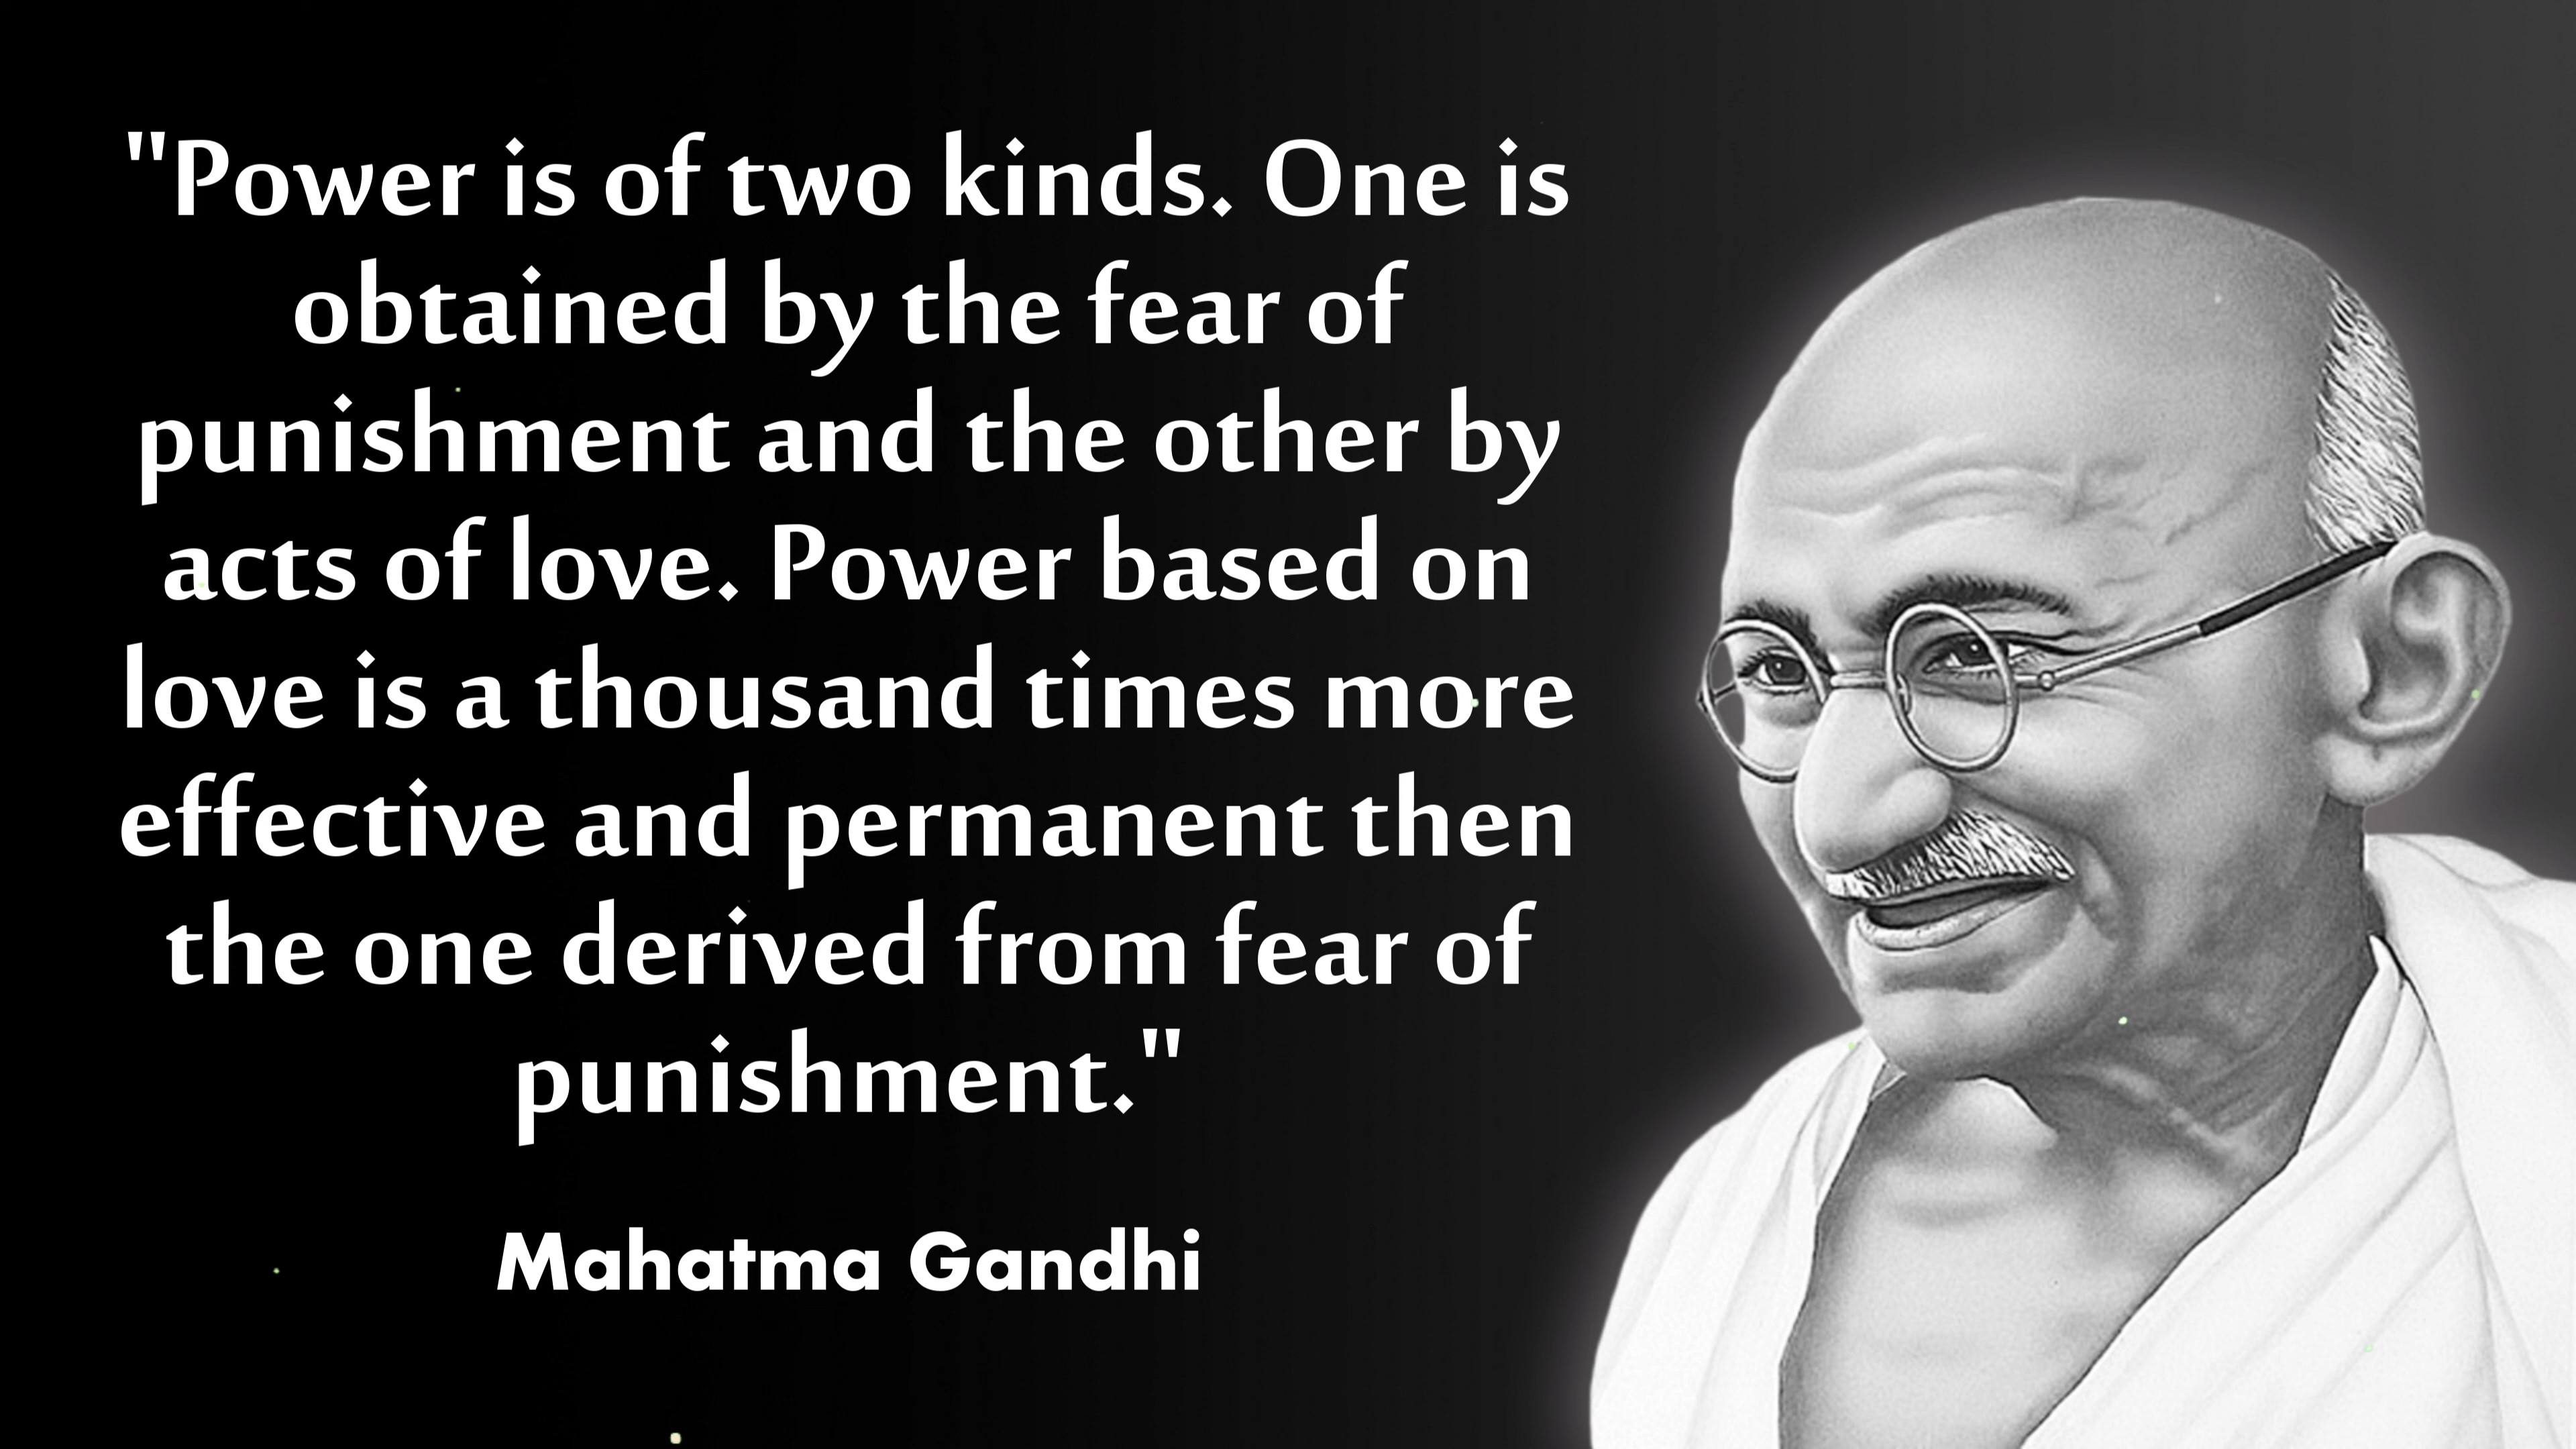 "Power is of two kinds. One is
obtained by the fear of
punishment and the other by
acts of love. Power based on
love is a thousand times more
effective and permanent then
the one derived from fear of
punishment."
Mahatma Gandhi